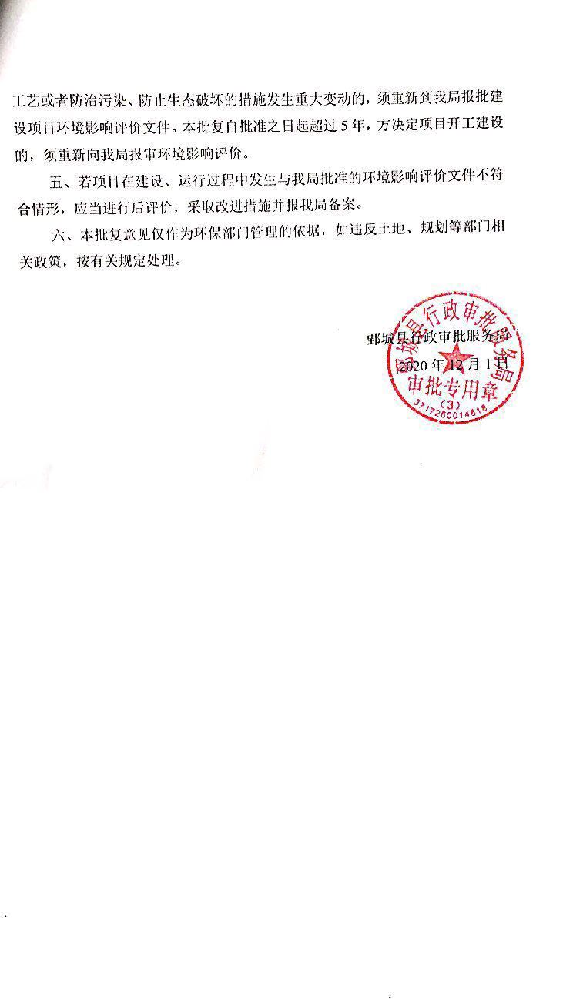 工艺或者防治污染、防止生态破坏的措施发生重大变动的，须重新到我局报批建
设项目环境影响评价文件。本批复自批准之日起超过 5 年，方决定项目开工建设
的，须重新向我局报审环境影响评价。
五、若项目在建设、运行过程中发生与我局批准的环境影响评价文件不符
合情形，应当进行后评价，采取改进措施并报我局备案。
六、本批复意见仅作为环保部门管理的依据，如违反土地、规划等部门相
关政策，按有关规定处理。
鄄城县行政审批服务局
2020 年 12 月 1 日
鄄城县行政审批服务局
审批专用章
(3)
3717260014618